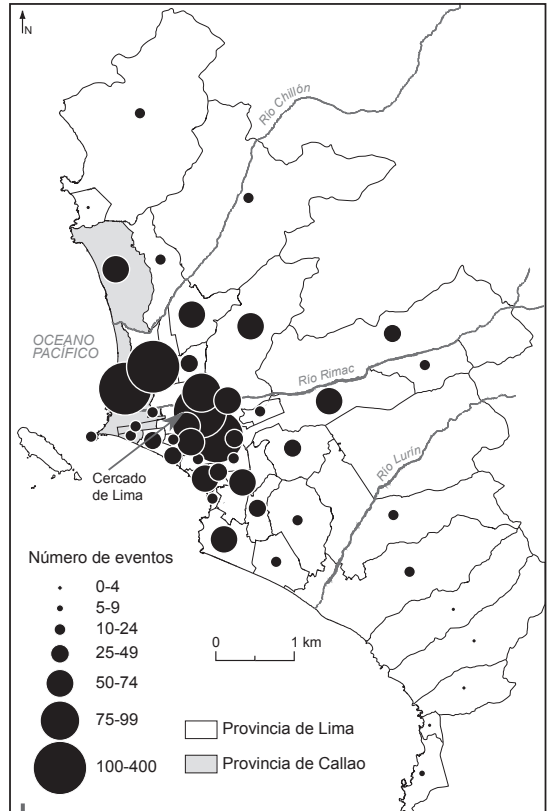 N
Río Chillón
OCEANO
PACÍFICO
Río Rimac
Río Lurín
Cercado
de Lima
Número de eventos
0-4
5-9
10-24
25-49
50-74
75-99
100-400
0 1 km
Provincia de Lima
Provincia de Callao